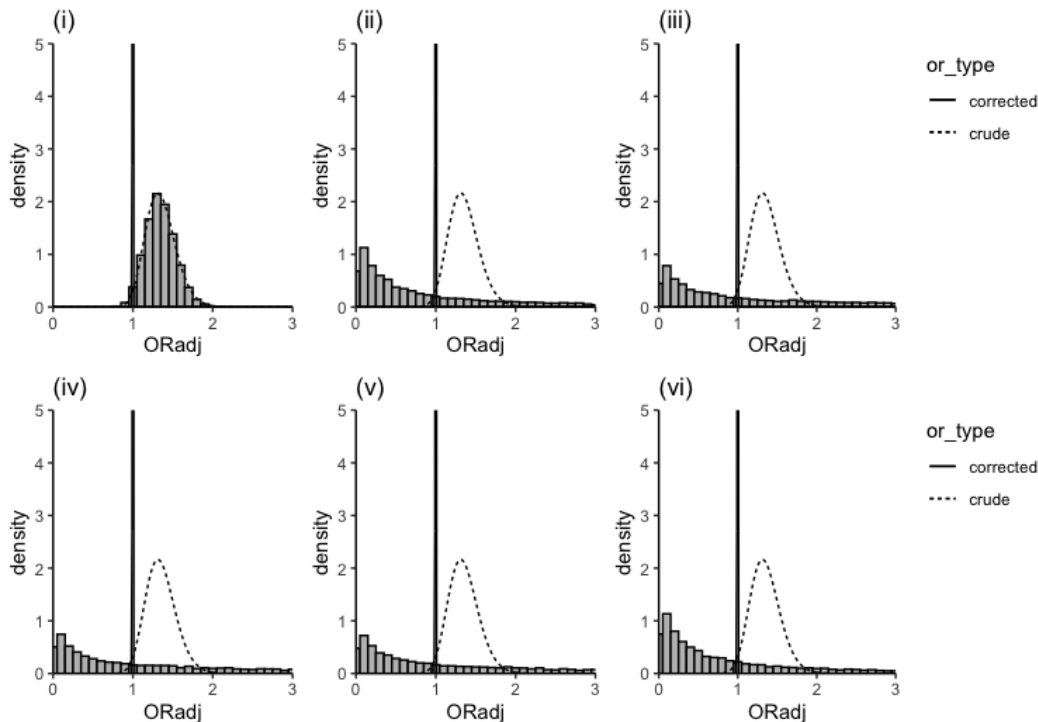 (i)
(ii)
(iii)
density
5
4
3
2
1
0
0 1 2 3
ORadj
density
5
4
3
2
1
0
0 1 2 3
ORadj
density
5
4
3
2
1
0
0 1 2 3
ORadj
or_type
corrected
crude
(iv)
(v)
(vi)
density
5
4
3
2
1
0
0 1 2 3
ORadj
density
5
4
3
2
1
0
0 1 2 3
ORadj
density
5
4
3
2
1
0
0 1 2 3
ORadj
or_type
corrected
crude